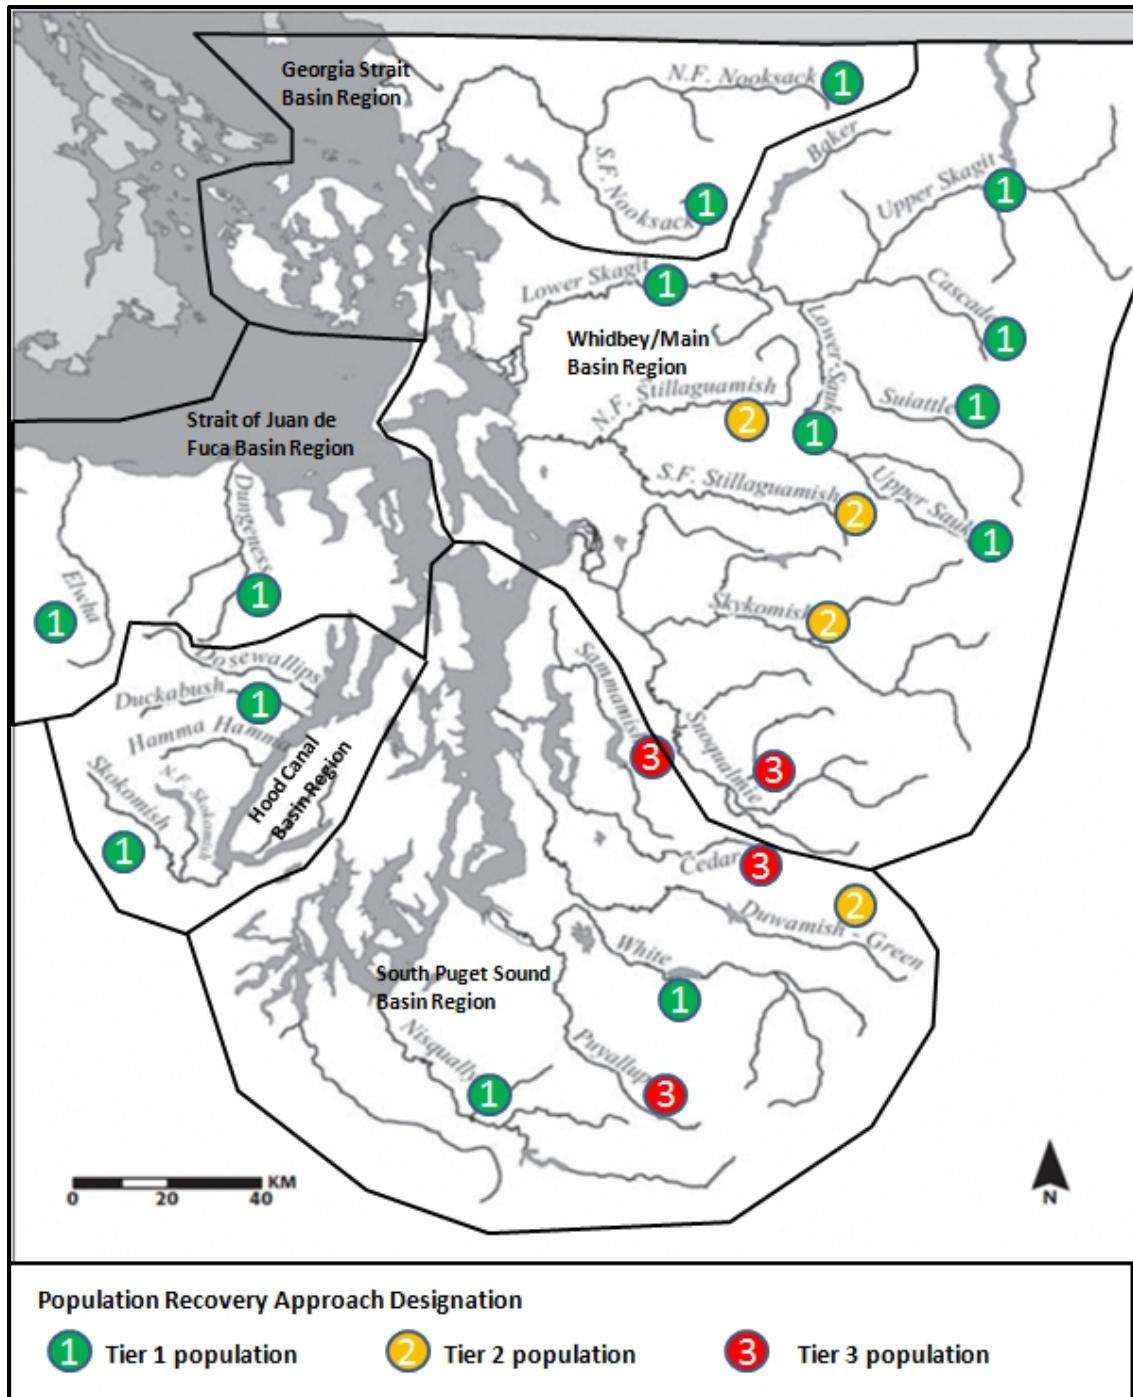 Georgia Strait
Basin Region
N.F. Nooksack
1
Baker
S.F. Nooksack
1
Upper Skagit
1
Lower Skagit
1
Cascade
1
Whidbey/Main
Basin Region
Lower Sauk
1
Suiattle
1
N.F. Stillaguamish
2
Strait of Juan de
Fuca Basin Region
S.F. Stillaguamish
2
Upper Sauk
1
Dungeness
1
Elwha
1
Skykomish
2
Dosewallips
Duckabush
1
Hamma Hamma
Sammamish
3
Snoqualmie
3
Hood Canal
Basin Region
Skokomish
1
N.F. Skokomish
Cedar
3
2
Duwamish - Green
White
1
South Puget Sound
Basin Region
Nisqually
1
Puyallup
3
KM
0 20 40
N
Population Recovery Approach Designation
1 Tier 1 population 2 Tier 2 population 3 Tier 3 population